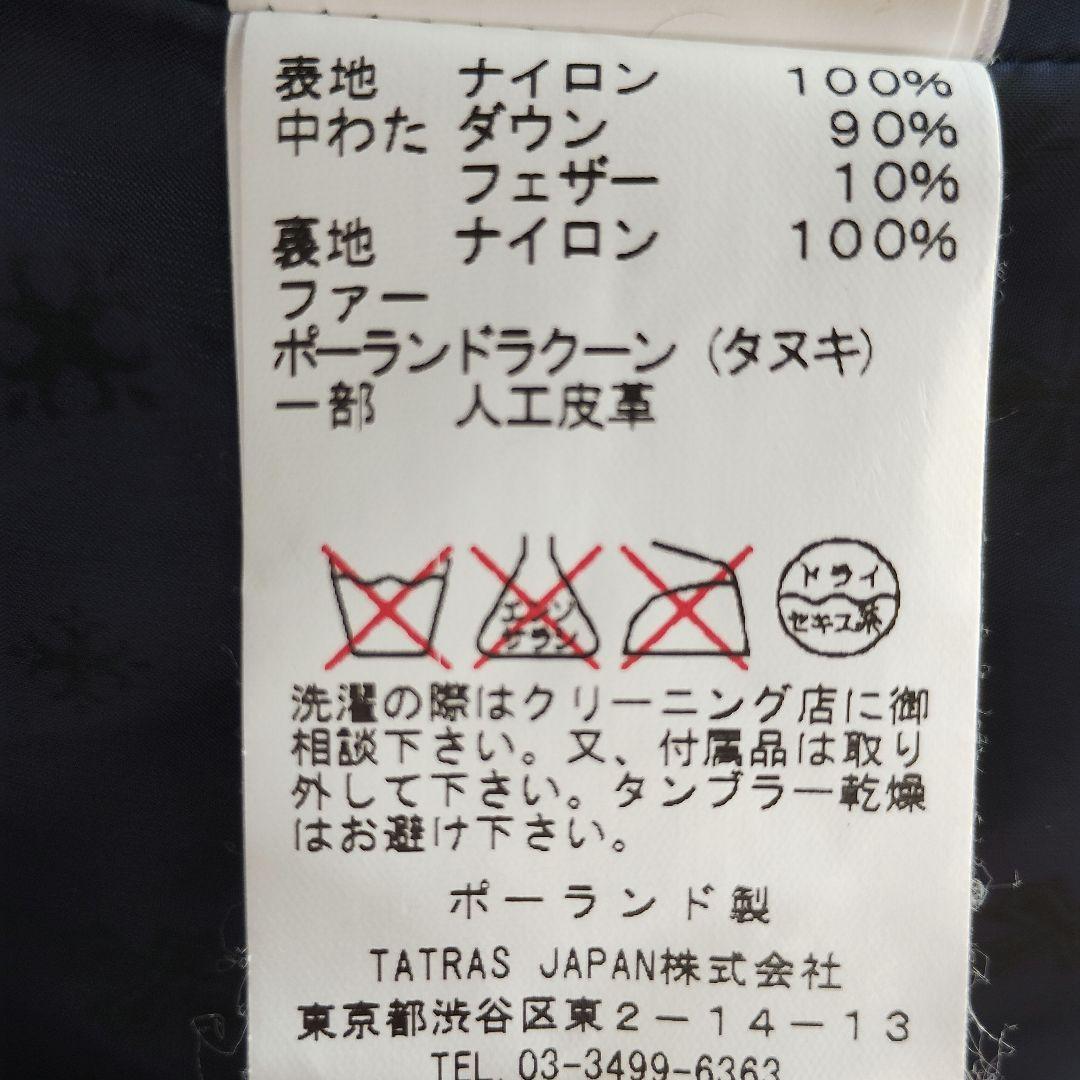 表地 ナイロン 100%
中わた ダウン 90%
フェザー 10%
裏地 ナイロン 100%
ファー
ポーランドラクーン (タヌキ)
一部 人工皮革
エンソ
サラシ
ドライ
セキユ系
洗濯の際はクリーニング店に御
相談下さい。又、付属品は取り
外して下さい。タンブラー乾燥
はお避け下さい。
ポーランド製
TATRAS JAPAN株式会社
東京都渋谷区東2-14-13
TEL. 03-3499-6363